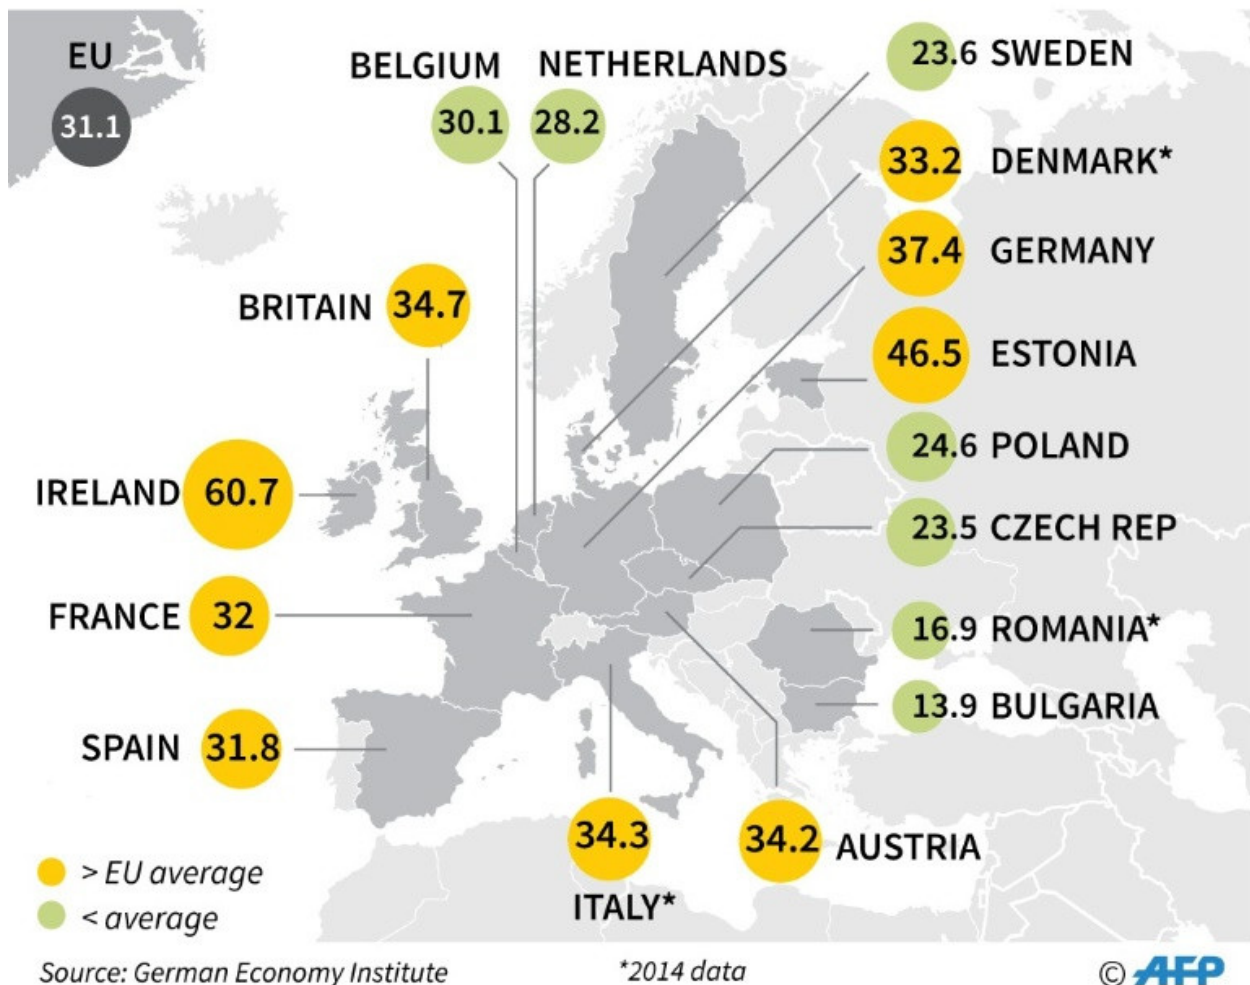 EU
31.1
BELGIUM
30.1
NETHERLANDS
28.2
23.6 SWEDEN
33.2 DENMARK*
37.4 GERMANY
BRITAIN 34.7
46.5 ESTONIA
24.6 POLAND
IRELAND 60.7
23.5 CZECH REP
FRANCE 32
16.9 ROMANIA*
13.9 BULGARIA
SPAIN 31.8
34.3
ITALY*
34.2 AUSTRIA
> EU average
< average
Source: German Economy Institute
*2014 data
© AFP